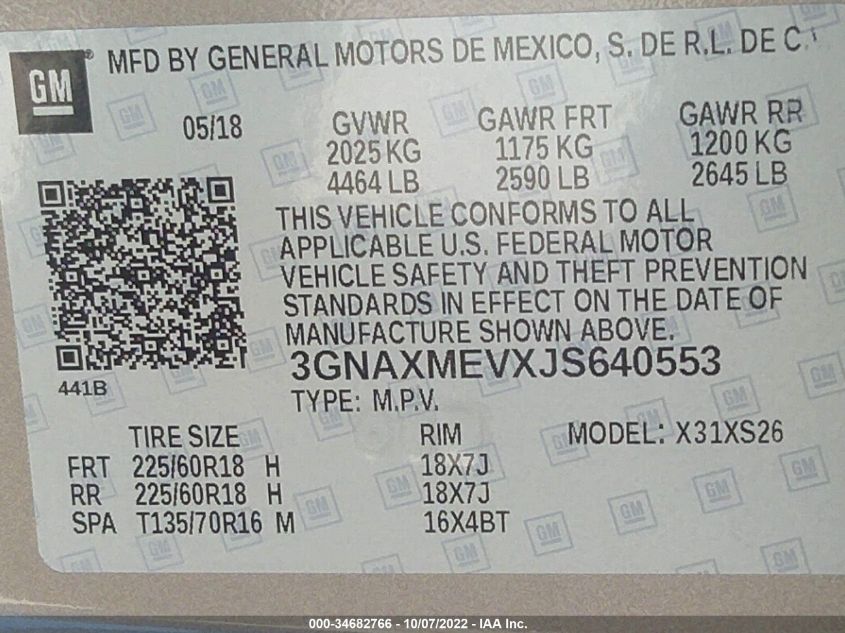 GM
MFD BY GENERAL MOTORS DE MEXICO, S. DE R.L. DE C.
05/18
GVWR GAWR FRT GAWR RR
2025 KG 1175 KG 1200 KG
4464 LB 2590 LB 2645 LB
THIS VEHICLE CONFORMS TO ALL
APPLICABLE U.S. FEDERAL MOTOR
VEHICLE SAFETY AND THEFT PREVENTION
STANDARDS IN EFFECT ON THE DATE OF
MANUFACTURE SHOWN ABOVE.
3GNAXMEVXJS640553
441B
TYPE: M.P.V.
TIRE SIZE RIM MODEL: X31XS26
FRT 225/60R18 H 18X7J
RR 225/60R18 H 18X7J
SPA T135/70R16 M 16X4BT
000-34682766 - 10/07/2022 - IAA Inc.